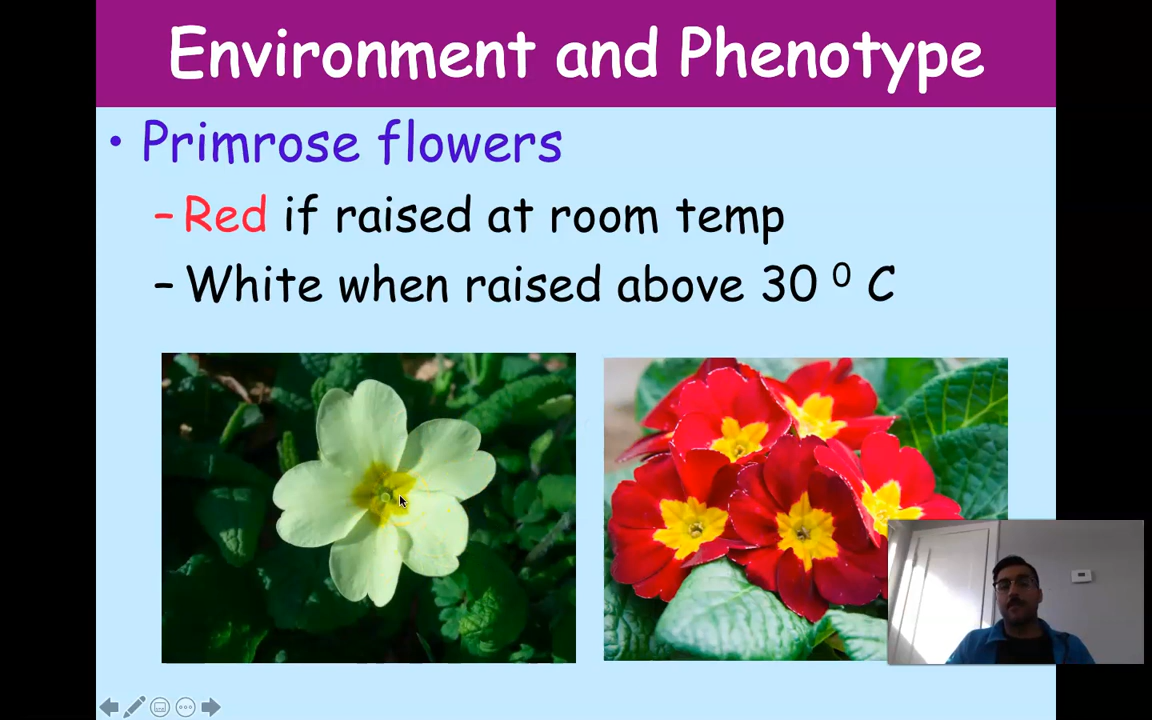 Environment and Phenotype
• Primrose flowers
– Red if raised at room temp
– White when raised above 30 ⁰ C